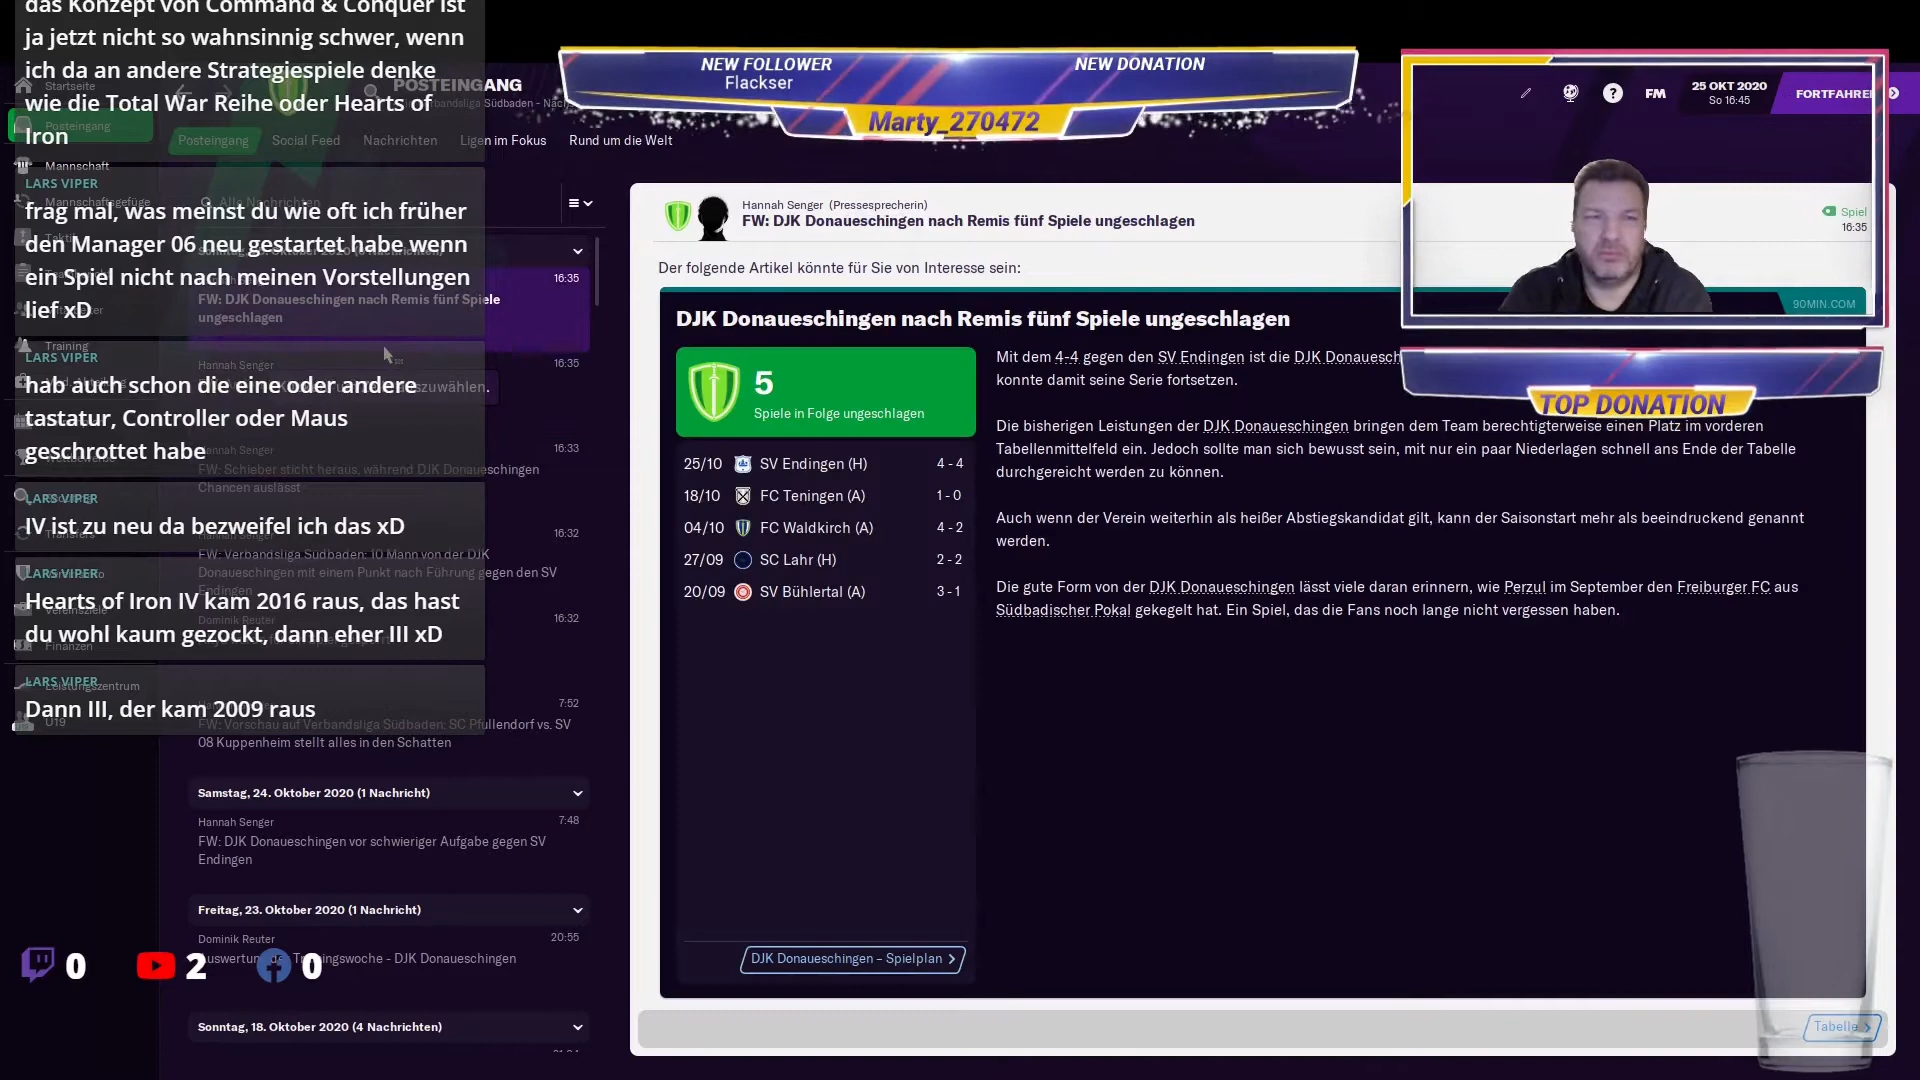 das Konzept von Command & Conquer ist
ja jetzt nicht so wahnsinnig schwer, wenn
ich da an andere Strategiespiele denke
wie die Total War Reihe oder Hearts of
Iron
LARS VIPER
frag mal, was meinst du wie oft ich früher
den Manager 06 neu gestartet habe wenn
ein Spiel nicht nach meinen Vorstellungen
lief xD
LARS VIPER
hab auch schon die eine oder andere
tastatur, Controller oder Maus
geschrottet habe
LARS VIPER
IV ist zu neu da bezweifel ich das xD
LARS VIPER
Hearts of Iron IV kam 2016 raus, das hast
du wohl kaum gezockt, dann eher III xD
LARS VIPER
Dann III, der kam 2009 raus
0
2
0
Startseite
Posteingang
Mannschaft
Mannschaftsgefüge
Training
Finanzen
Leistungszentrum
U19
POSTEINGANG
Posteingang
Social Feed
Nachrichten
Ligen im Fokus
Rund um die Welt
16:35
FW: DJK Donaueschingen nach Remis fünf Spiele
ungeschlagen
Hannah Senger
16:35
16:33
FW: Schieber sticht heraus, während DJK Donaueschingen
Chancen auslässt
16:32
FW: Verbandsliga Südbaden: 10 Mann von der DJK
Donaueschingen mit einem Punkt nach Führung gegen den SV
Endingen
Dominik Reuter
16:32
7:52
FW: Vorschau auf Verbandsliga Südbaden: SC Pfullendorf vs. SV
08 Kuppenheim stellt alles in den Schatten
Samstag, 24. Oktober 2020 (1 Nachricht)
Hannah Senger
7:48
FW: DJK Donaueschingen vor schwieriger Aufgabe gegen SV
Endingen
Freitag, 23. Oktober 2020 (1 Nachricht)
Dominik Reuter
20:55
Auswertung der Trainingswoche - DJK Donaueschingen
Sonntag, 18. Oktober 2020 (4 Nachrichten)
NEW FOLLOWER
Flackser
NEW DONATION
Marty_270472
FM
25 OKT 2020
So 16:45
FORTFAHREN
Hannah Senger (Pressesprecherin)
FW: DJK Donaueschingen nach Remis fünf Spiele ungeschlagen
Spiel
16:35
Der folgende Artikel könnte für Sie von Interesse sein:
90MIN.COM
DJK Donaueschingen nach Remis fünf Spiele ungeschlagen
5
Spiele in Folge ungeschlagen
25/10 SV Endingen (H) 4 - 4
18/10 FC Teningen (A) 1 - 0
04/10 FC Waldkirch (A) 4 - 2
27/09 SC Lahr (H) 2 - 2
20/09 SV Bühlertal (A) 3 - 1
DJK Donaueschingen - Spielplan
Mit dem 4-4 gegen den SV Endingen ist die DJK Donauesch
konnte damit seine Serie fortsetzen.
Die bisherigen Leistungen der DJK Donaueschingen bringen dem Team berechtigterweise einen Platz im vorderen
Tabellenmittelfeld ein. Jedoch sollte man sich bewusst sein, mit nur ein paar Niederlagen schnell ans Ende der Tabelle
durchgereicht werden zu können.
Auch wenn der Verein weiterhin als heißer Abstiegskandidat gilt, kann der Saisonstart mehr als beeindruckend genannt
werden.
Die gute Form von der DJK Donaueschingen lässt viele daran erinnern, wie Perzul im September den Freiburger FC aus
Südbadischer Pokal gekegelt hat. Ein Spiel, das die Fans noch lange nicht vergessen haben.
TOP DONATION
Tabelle